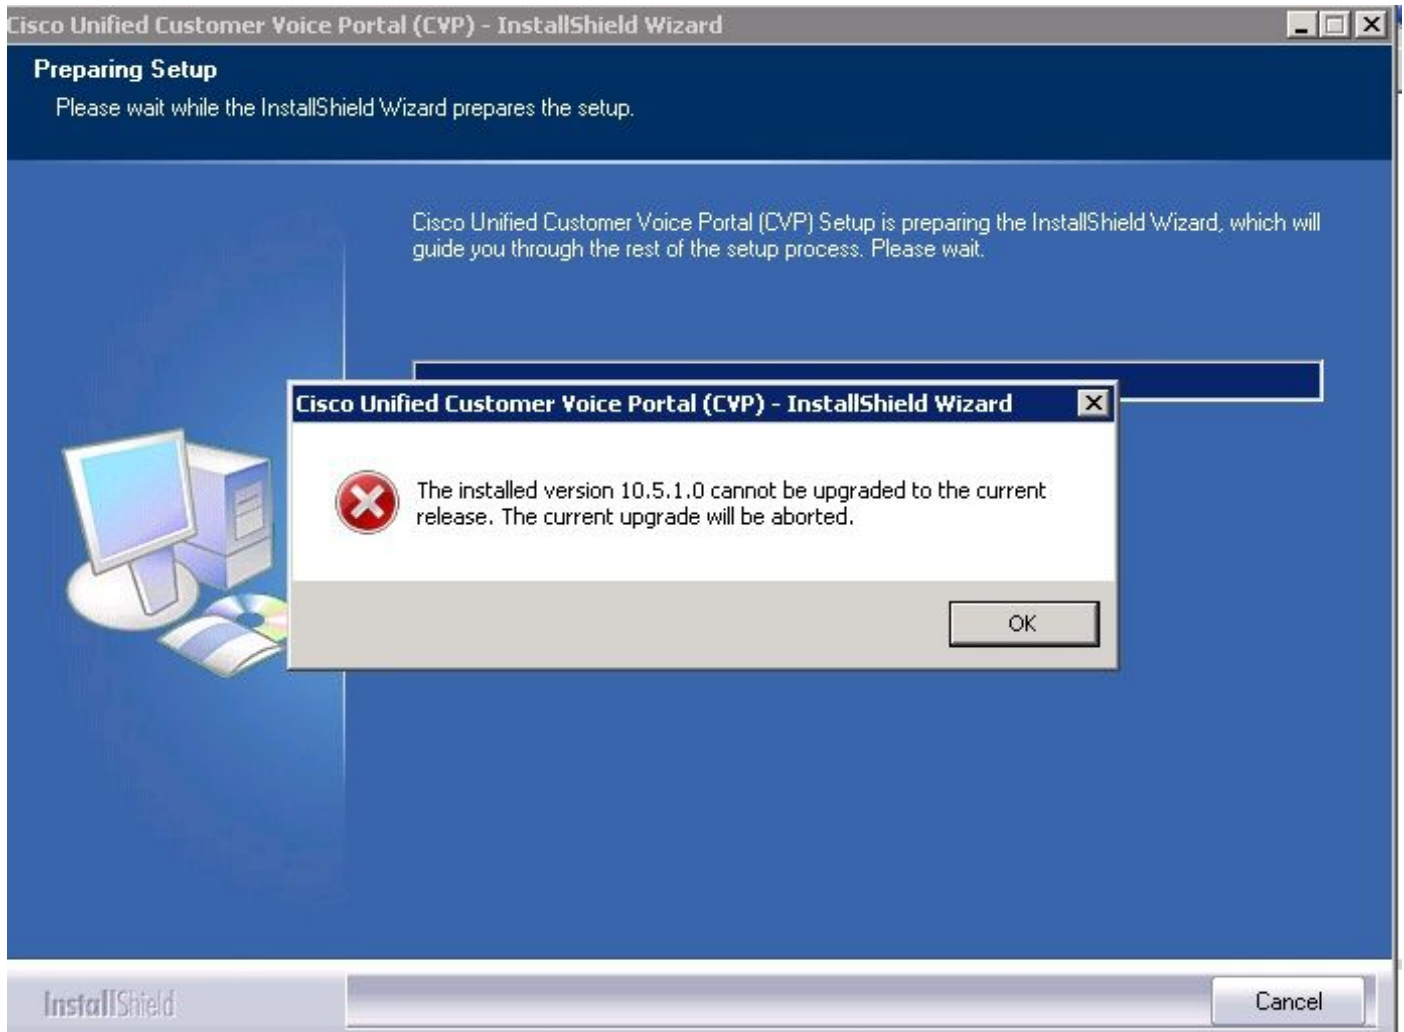 Cisco Unified Customer Voice Portal (CVP) - InstallShield Wizard
Preparing Setup
Please wait while the InstallShield Wizard prepares the setup.
Cisco Unified Customer Voice Portal (CVP) Setup is preparing the InstallShield Wizard, which will
guide you through the rest of the setup process. Please wait.
Cisco Unified Customer Voice Portal (CVP) - InstallShield Wizard
The installed version 10.5.1.0 cannot be upgraded to the current
release. The current upgrade will be aborted.
OK
InstallShield
Cancel